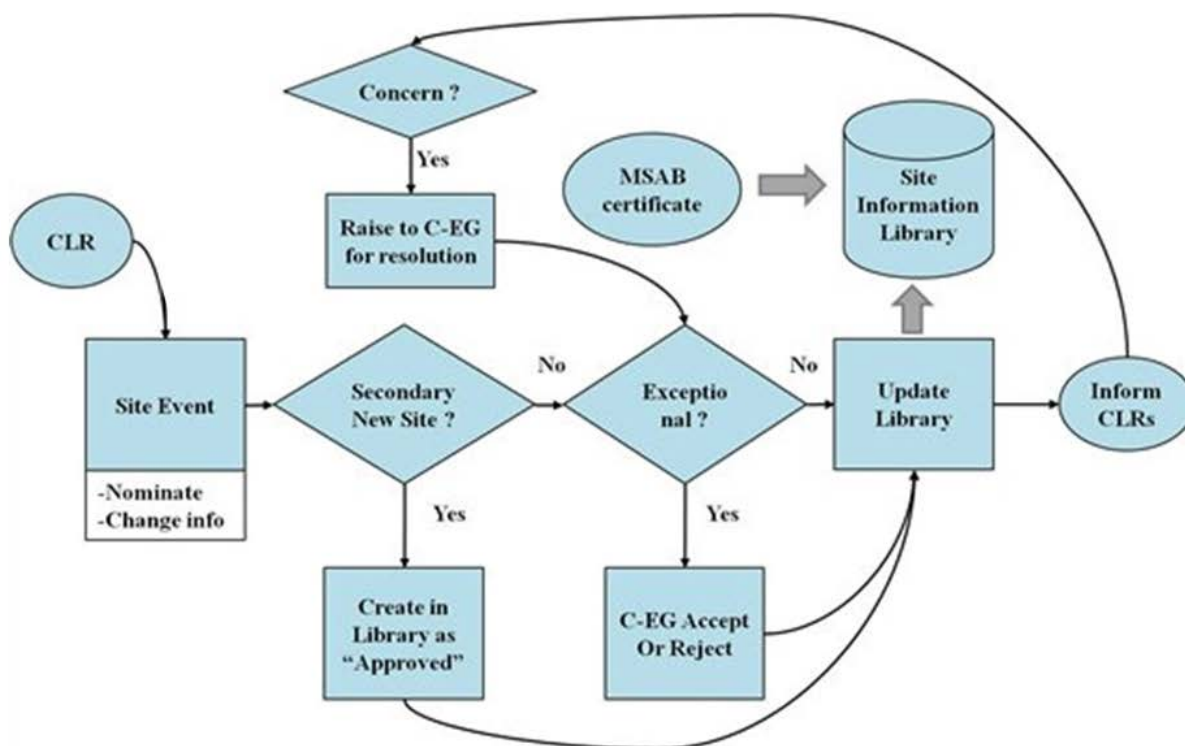 Concern ?
Yes
MSAB
certificate
Site
Information
Library
CLR
Raise to C-EG
for resolution
Site Event
-Nominate
-Change info
Secondary
New Site ?
No
Exceptio
nal ?
No
Update
Library
Inform
CLRs
Yes
Yes
Create in
Library as
“Approved”
C-EG Accept
Or Reject